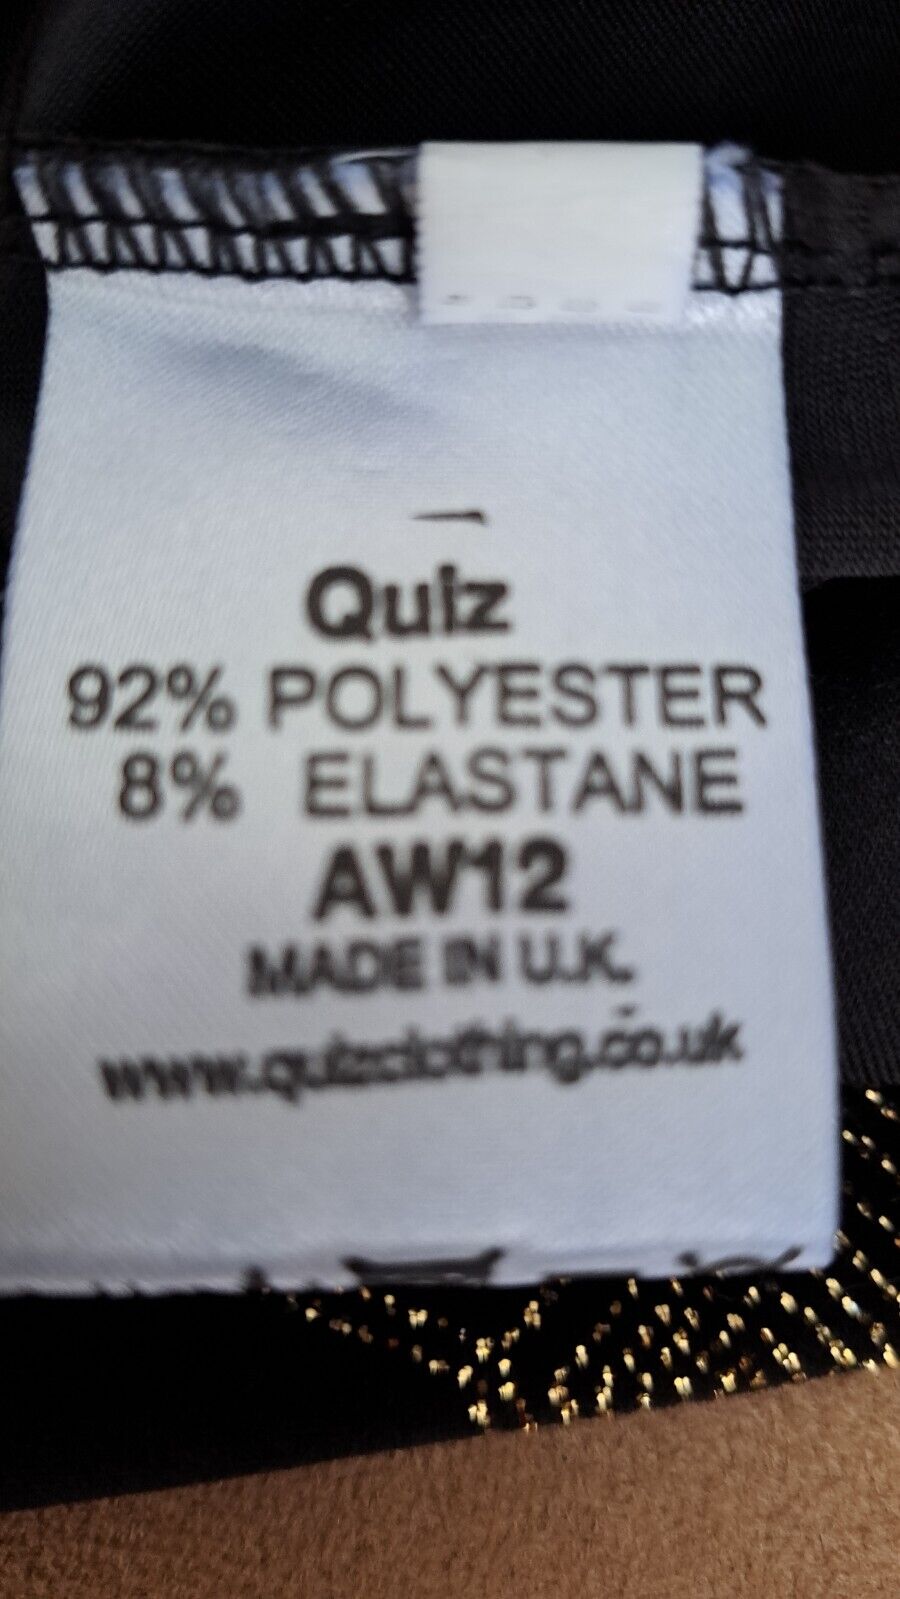 Quiz
92% POLYESTER
8% ELASTANE
AW12
MADE IN U.K.
www.quizclothing.co.uk